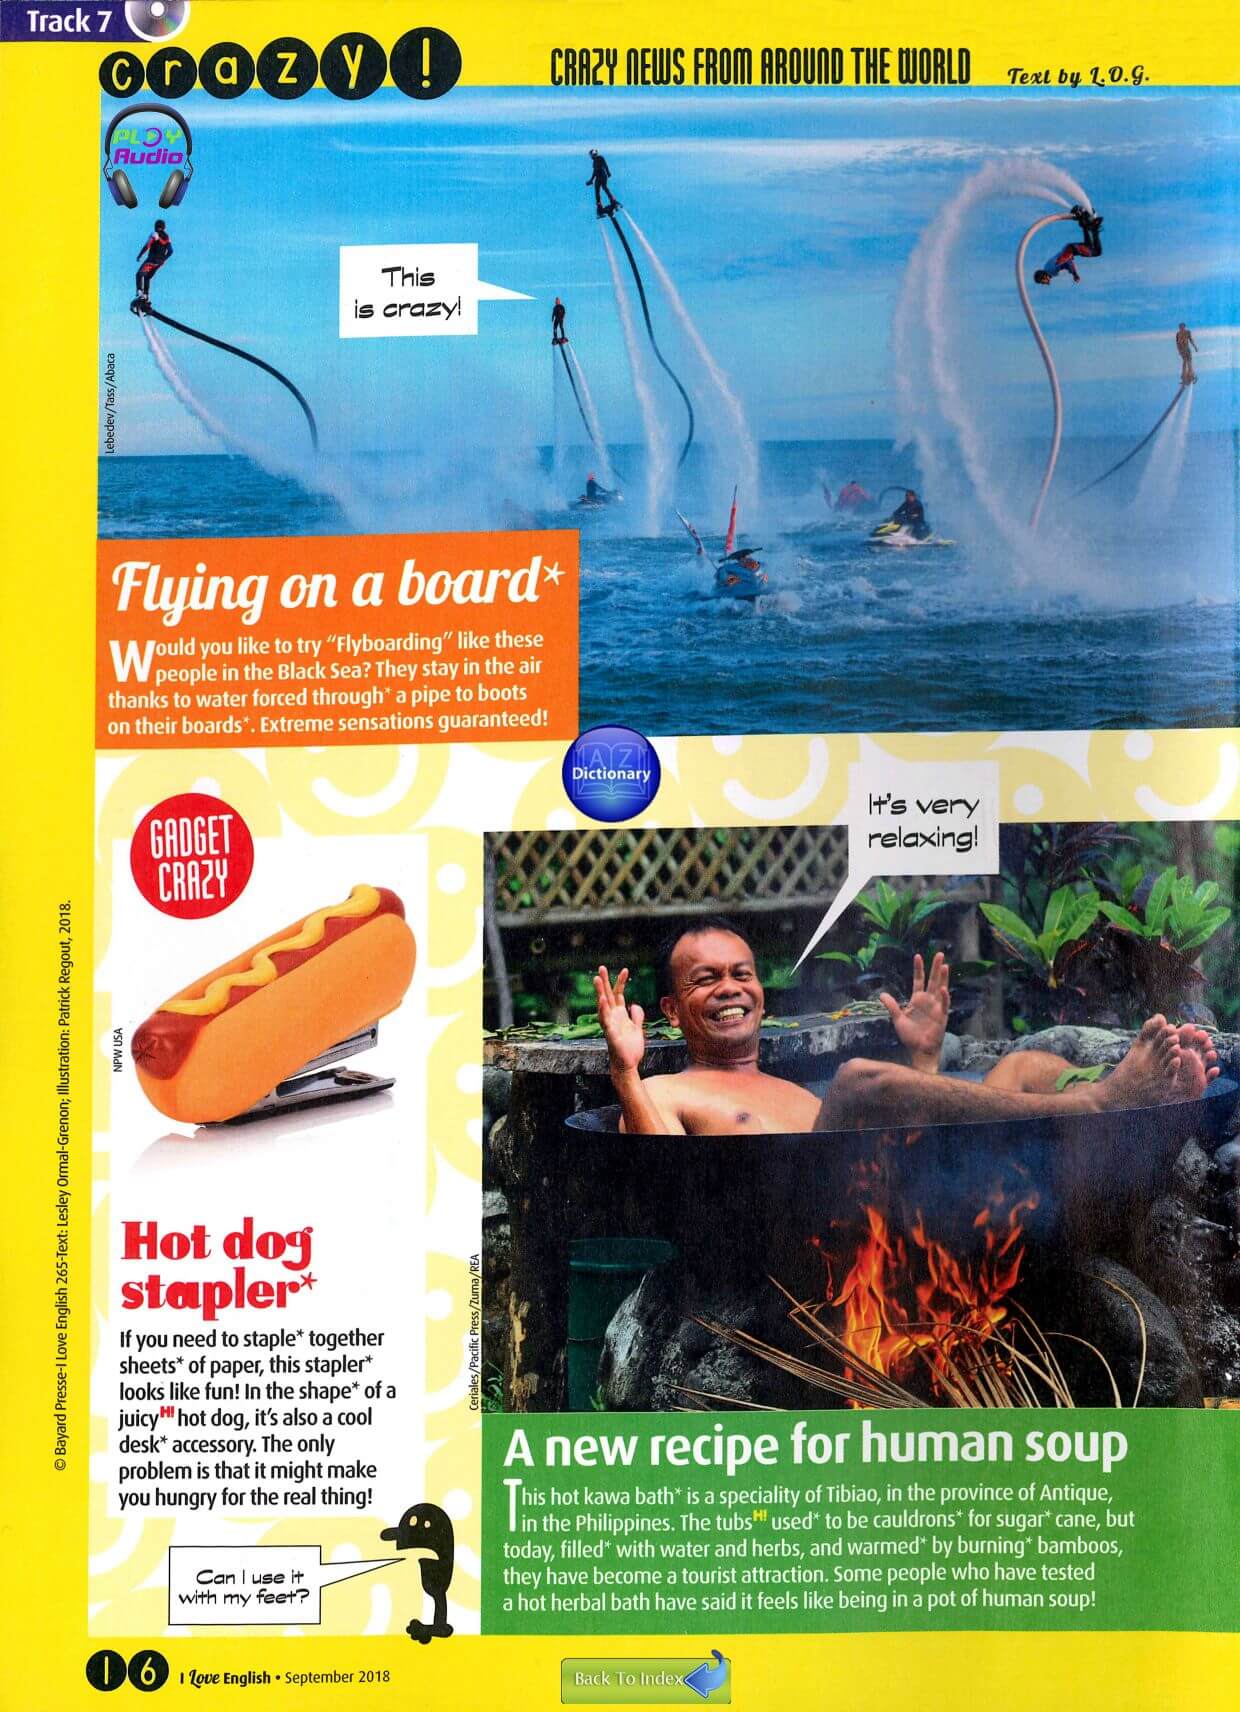 Track 7
crazy!
CRAZY NEWS FROM AROUND THE WORLD
Text by L.O.G.
PLAY
Audio
This
is crazy!
Lebedev/Tass/Abaca
Flying on a board*
Would you like to try “Flyboarding” like these
people in the Black Sea? They stay in the air
thanks to water forced through* a pipe to boots
on their boards*. Extreme sensations guaranteed!
A Z
Dictionary
GADGET
CRAZY
NPW USA
Hot dog
stapler*
If you need to staple* together
sheets* of paper, this stapler*
looks like fun! In the shape* of a
juicyH! hot dog, it’s also a cool
desk* accessory. The only
problem is that it might make
you hungry for the real thing!
Can I use it
with my feet?
It’s very
relaxing!
Ceriales/Pacific Press/Zuma/REA
A new recipe for human soup
This hot kawa bath* is a speciality of Tibiao, in the province of Antique,
in the Philippines. The tubsH! used* to be cauldrons* for sugar* cane, but
today, filled* with water and herbs, and warmed* by burning* bamboos,
they have become a tourist attraction. Some people who have tested
a hot herbal bath have said it feels like being in a pot of human soup!
© Bayard Presse-I Love English 265-Text: Lesley Ormal-Grenon; Illustration: Patrick Regout, 2018.
16 I Love English • September 2018
Back To Index